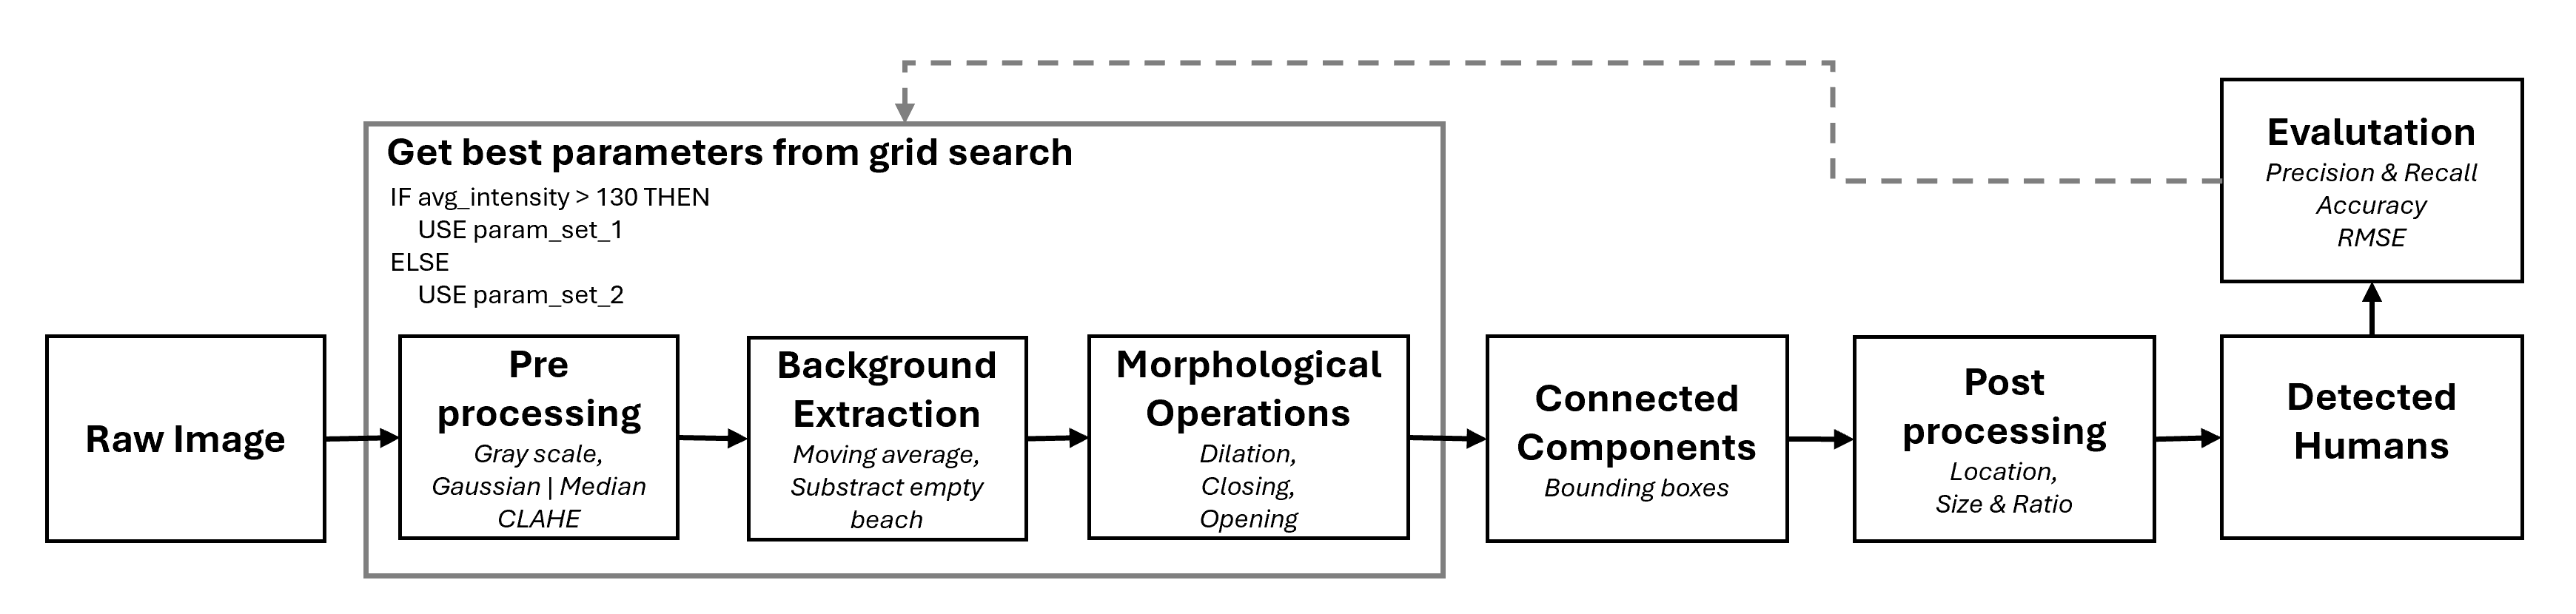 Get best parameters from grid search
IF avg_intensity > 130 THEN
USE param_set_1
ELSE
USE param_set_2
Raw Image
Pre
processing
Gray scale,
Gaussian | Median
CLAHE
Background
Extraction
Moving average,
Substract empty
beach
Morphological
Operations
Dilation,
Closing,
Opening
Connected
Components
Bounding boxes
Post
processing
Location,
Size & Ratio
Detected
Humans
Evalutation
Precision & Recall
Accuracy
RMSE